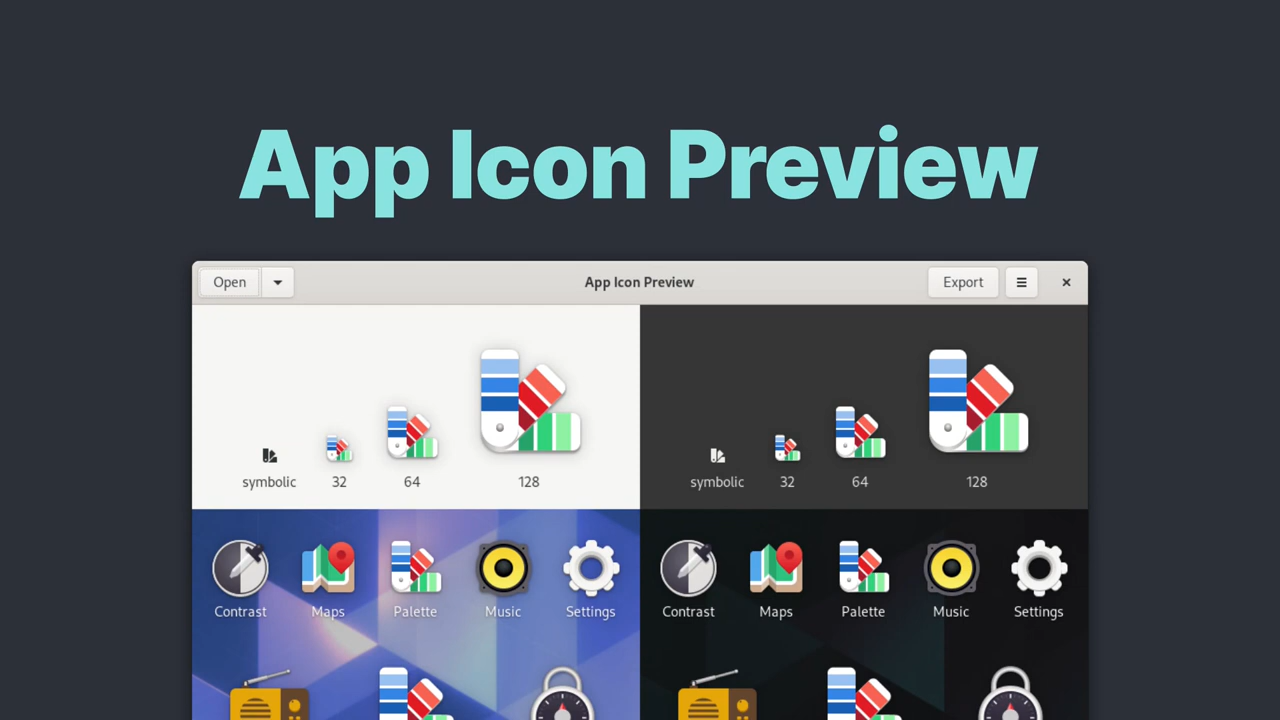 App Icon Preview
Open App Icon Preview Export
symbolic 32 64 128 symbolic 32 64 128
Contrast Maps Palette Music Settings Contrast Maps Palette Music Settings